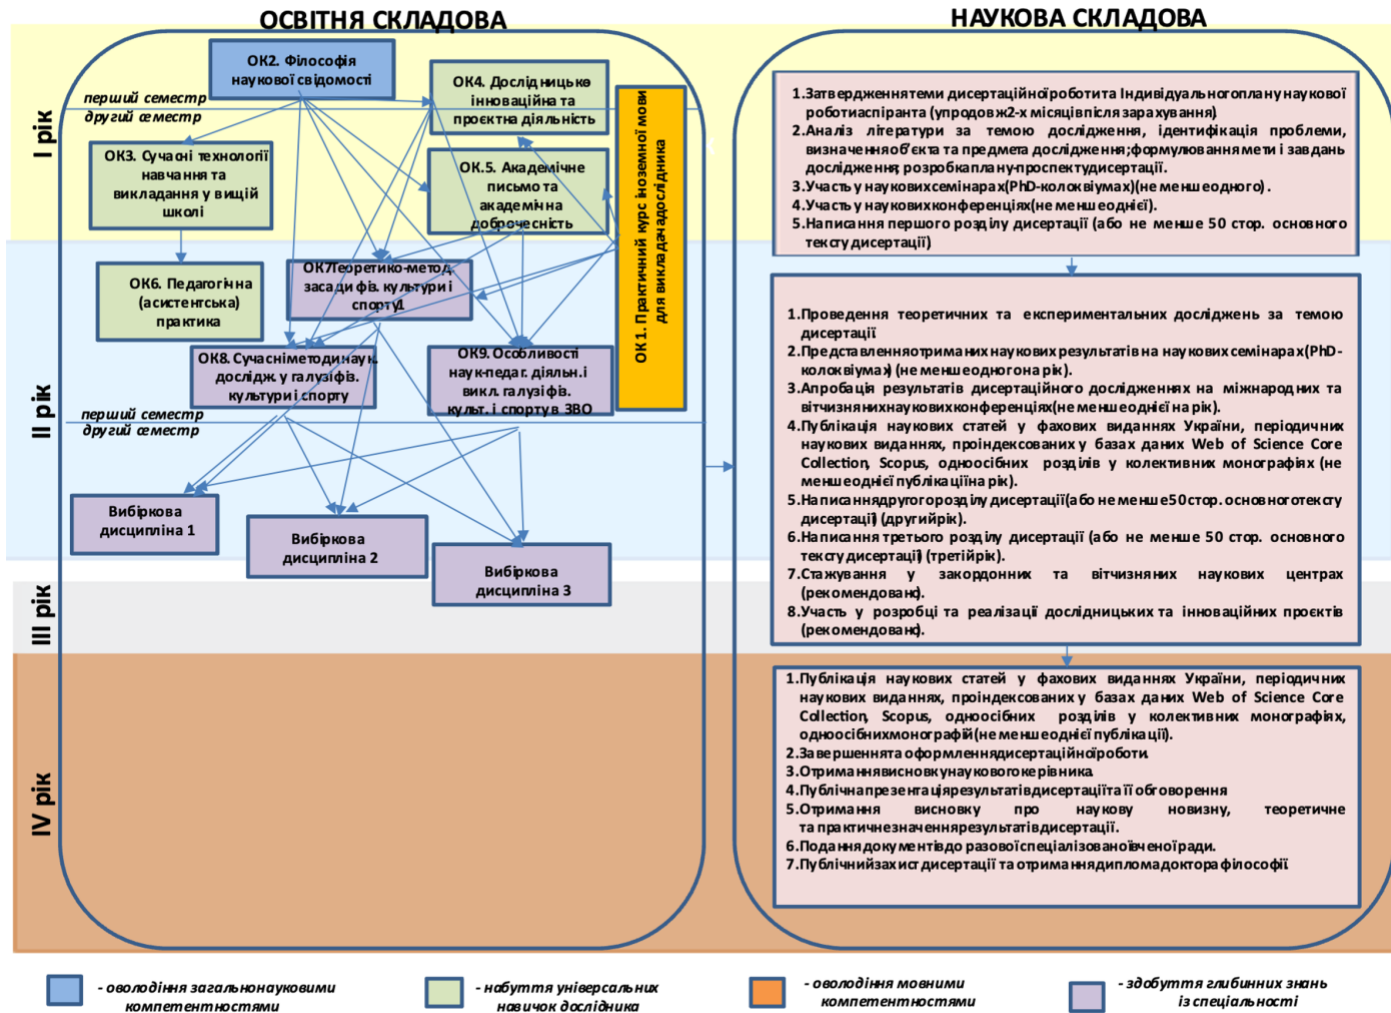 ОСВІТНЯ СКЛАДОВА
НАУКОВА СКЛАДОВА
I рік
II рік
III рік
IV рік
ОК2. Філософія
наукової свідомості
ОК4. Дослідницько-
інноваційна та
проєктна діяльність
перший семестр
другий семестр
ОК3. Сучасні технології
навчання та
викладання у вищій
школі
ОК.5. Академічне
письмо та
академічна
доброчесність
ОК 1. Практичний курс іноземної мови
для викладачадослідника
ОК6. Педагогічна
(асистентська)
практика
ОК7Теоретико-метод.
засади фіз. культури і
спорту1
ОК8. Сучасні методи наук.
дослідж. у галузі фіз.
культури і спорту
ОК9. Особливості
наук-педаг. діяльн. і
викл. галузі фіз.
культ. і спорту в ЗВО
перший семестр
другий семестр
Вибіркова
дисципліна 1
Вибіркова
дисципліна 2
Вибіркова
дисципліна 3
1.Затвердження теми дисертаційної роботи та Індивідуального плану наукової
роботи аспіранта (упродовж 2-х місяців після зарахування)
2.Аналіз літератури за темою дослідження, ідентифікація проблеми,
визначення об'єкта та предмета дослідження; формулювання мети і завдань
дослідження; розробка плану-проспекту дисертації.
3.Участь у наукових семінарах (PhD-колоквіумах) (не менше одного) .
4.Участь у наукових конференціях (не менше однієї).
5.Написання першого розділу дисертації (або не менше 50 стор. основного
тексту дисертації)
1.Проведення теоретичних та експериментальних досліджень за темою
дисертації.
2.Представлення отриманих наукових результатів на наукових семінарах (PhD-
колоквіумах) (не менше одного на рік).
3.Апробація результатів дисертаційного дослідженнях на міжнародних та
вітчизняних наукових конференціях (не менше однієї на рік).
4.Публікація наукових статей у фахових виданнях України, періодичних
наукових виданнях, проіндексованих у базах даних Web of Science Core
Collection, Scopus, одноосібних розділів у колективних монографіях (не
менше однієї публікації на рік).
5.Написання другого розділу дисертації (або не менше 50 стор. основного тексту
дисертації) (другий рік).
6.Написання третього розділу дисертації (або не менше 50 стор. основного
тексту дисертації) (третій рік).
7.Стажування у закордонних та вітчизняних наукових центрах
(рекомендовано).
8.Участь у розробці та реалізації дослідницьких та інноваційних проєктів
(рекомендовано).
1.Публікація наукових статей у фахових виданнях України, періодичних
наукових виданнях, проіндексованих у базах даних Web of Science Core
Collection, Scopus, одноосібних розділів у колективних монографіях,
одноосібних монографій (не менше однієї публікації).
2.Завершення та оформлення дисертаційної роботи.
3.Отримання висновку наукового керівника.
4.Публічна презентація результатів дисертації та її обговорення
5.Отримання висновку про наукову новизну, теоретичне
та практичне значення результатів дисертації.
6.Подання документів до разової спеціалізованої вченої ради.
7.Публічний захист дисертації та отримання диплома доктора філософії.
- оволодіння загальнонауковими
компетентностями
- набуття універсальних
навичок дослідника
- оволодіння мовними
компетентностями
- здобуття глибинних знань
із спеціальності